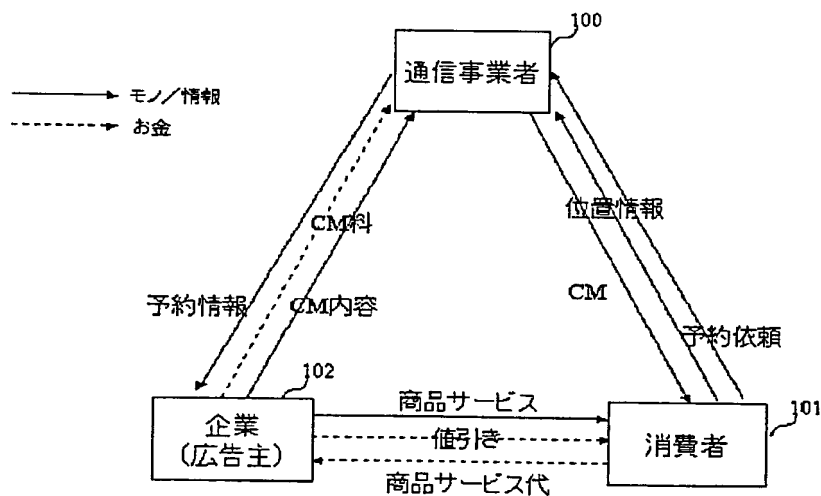 100
通信事業者
モノ/情報
お金
CM料
位置情報
予約情報
CM内容
CM
予約依頼
102
企業
(広告主)
商品サービス
値引き
商品サービス代
消費者
101